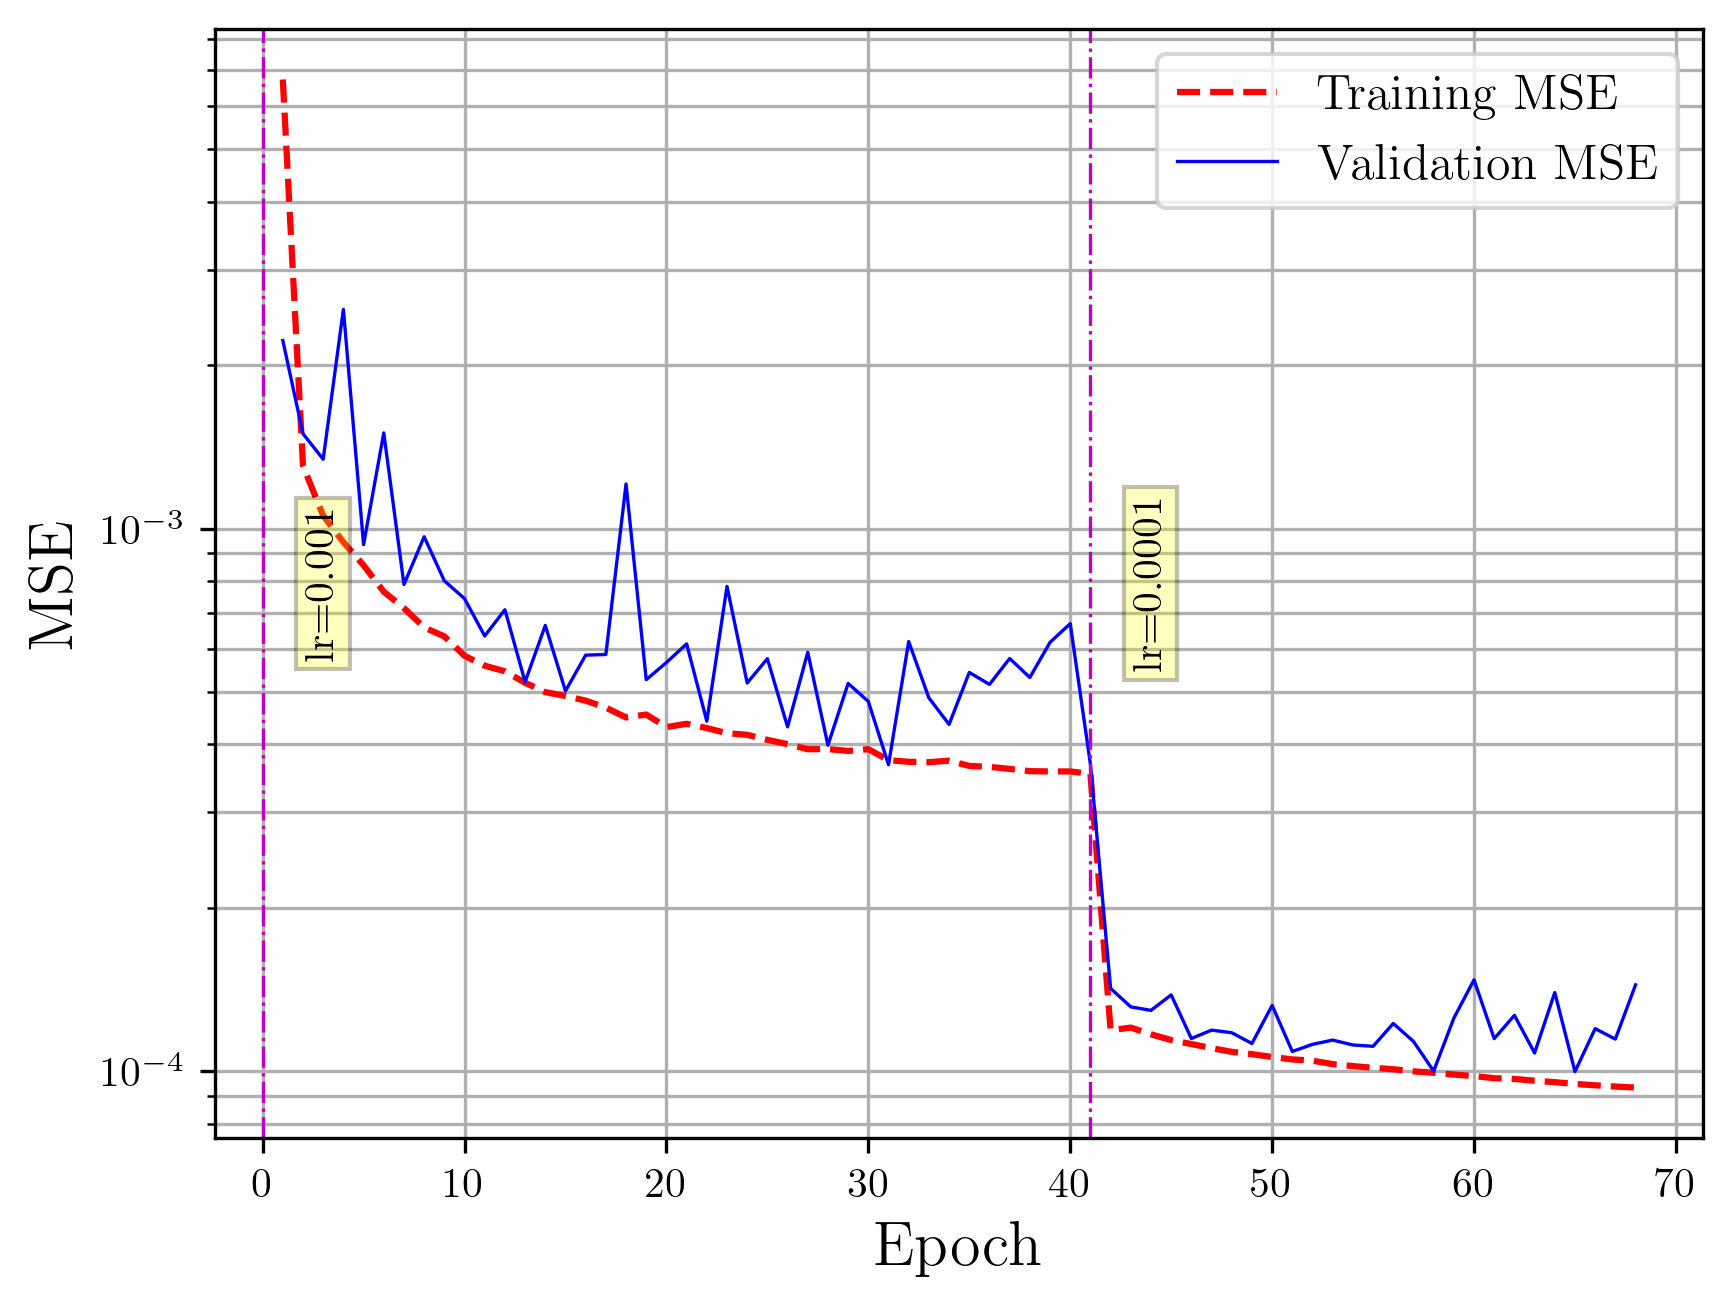 Training MSE
Validation MSE
MSE
10⁻³
10⁻⁴
lr=0.001
lr=0.0001
0 10 20 30 40 50 60 70
Epoch